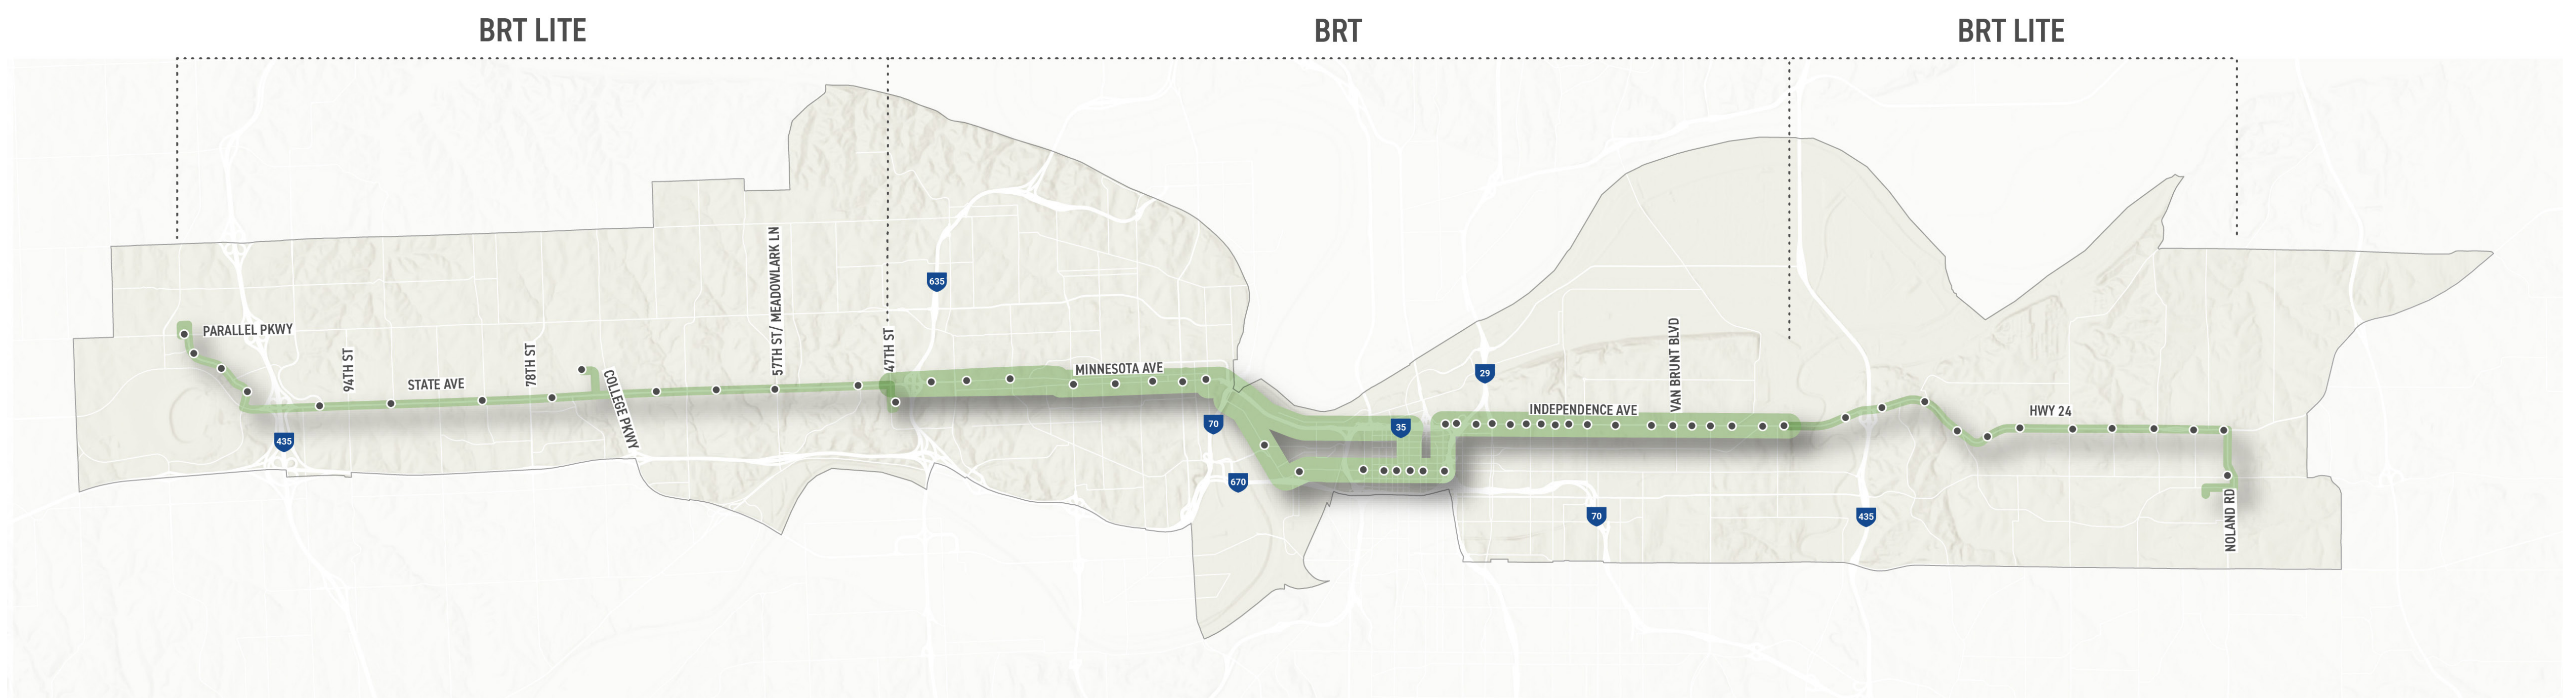 BRT LITE
BRT
BRT LITE
PARALLEL PKWY
94TH ST
STATE AVE
78TH ST
COLLEGE PKWY
57TH ST/ MEADOWLARK LN
47TH ST
635
435
MINNESOTA AVE
70
670
35
29
INDEPENDENCE AVE
VAN BRUNT BLVD
70
435
HWY 24
NOLAND RD